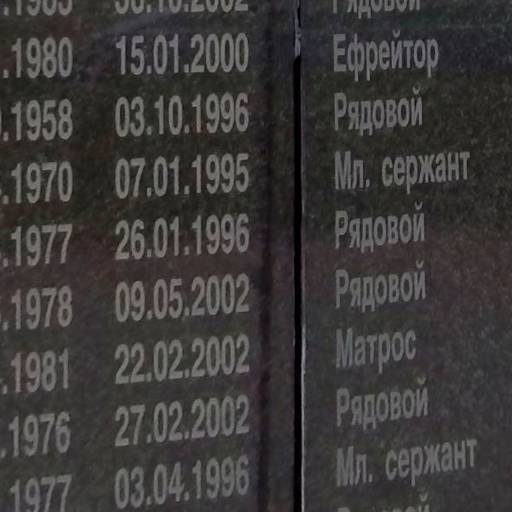 .1980 15.01.2000
.1958 03.10.1996
.1970 07.01.1995
.1977 26.01.1996
.1978 09.05.2002
.1981 22.02.2002
.1976 27.02.2002
1977 03.04.1996
Рядовой
Ефрейтор
Рядовой
Мл. сержант
Рядовой
Рядовой
Матрос
Рядовой
Мл. сержант